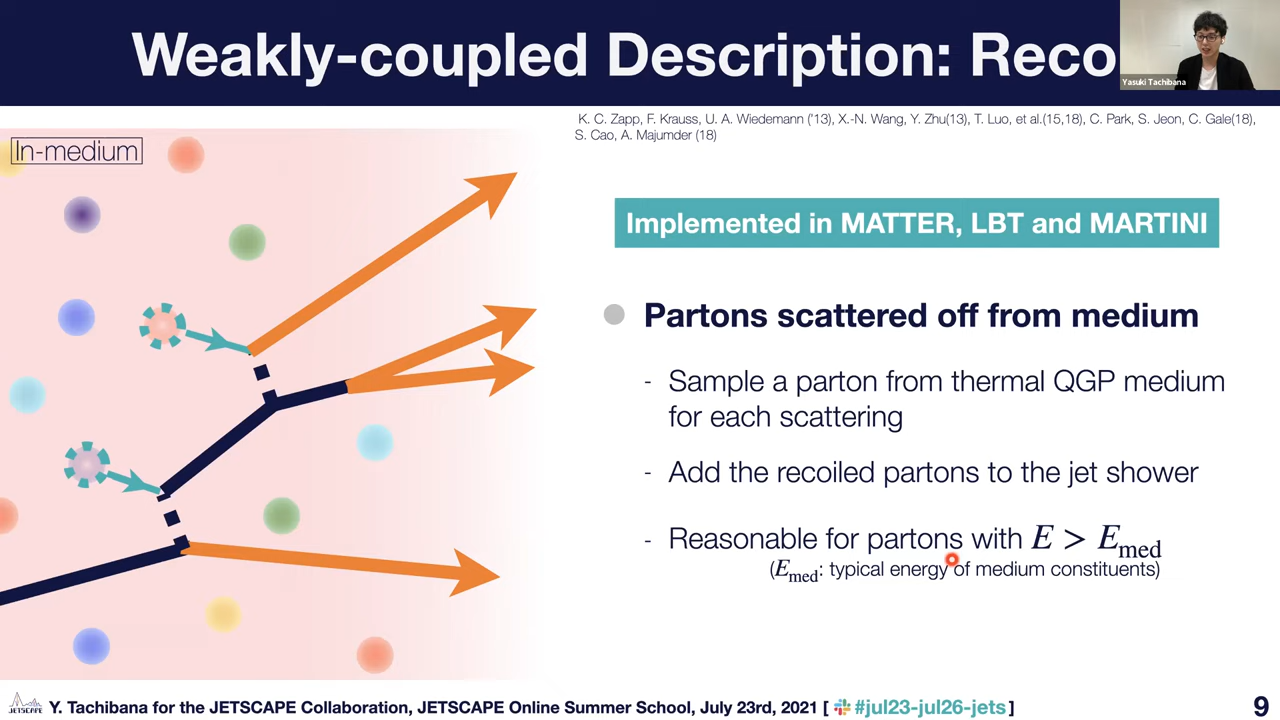 Weakly-coupled Description: Reco
Yasuki Tachibana
K. C. Zapp, F. Krauss, U. A. Wiedemann ('13), X.-N. Wang, Y. Zhu(13), T. Luo, et al.(15,18), C. Park, S. Jeon, C. Gale(18),
S. Cao, A. Majumder (18)
In-medium
Implemented in MATTER, LBT and MARTINI
Partons scattered off from medium
- Sample a parton from thermal QGP medium
for each scattering
- Add the recoiled partons to the jet shower
- Reasonable for partons with E > Emed
(Emed: typical energy of medium constituents)
JETSCAPE
Y. Tachibana for the JETSCAPE Collaboration, JETSCAPE Online Summer School, July 23rd, 2021 [ #jul23-jul26-jets ]
9